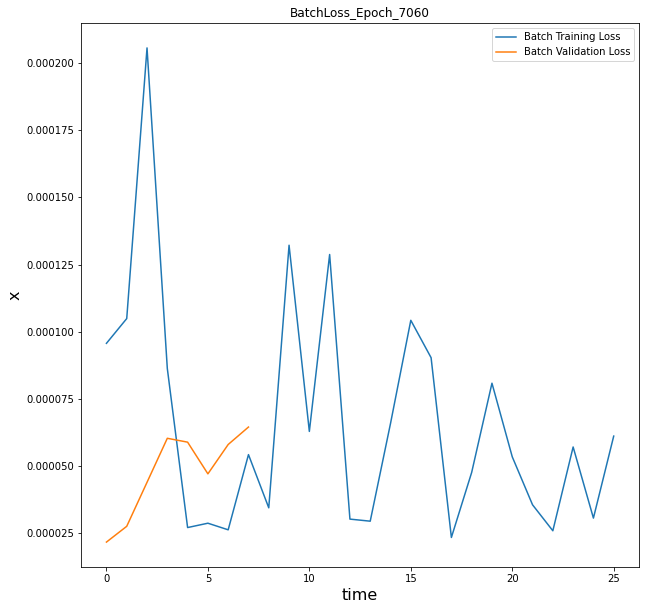 BatchLoss_Epoch_7060
Batch Training Loss
Batch Validation Loss
0.000200
0.000175
0.000150
0.000125
0.000100
0.000075
0.000050
0.000025
x
0 5 10 15 20 25
time